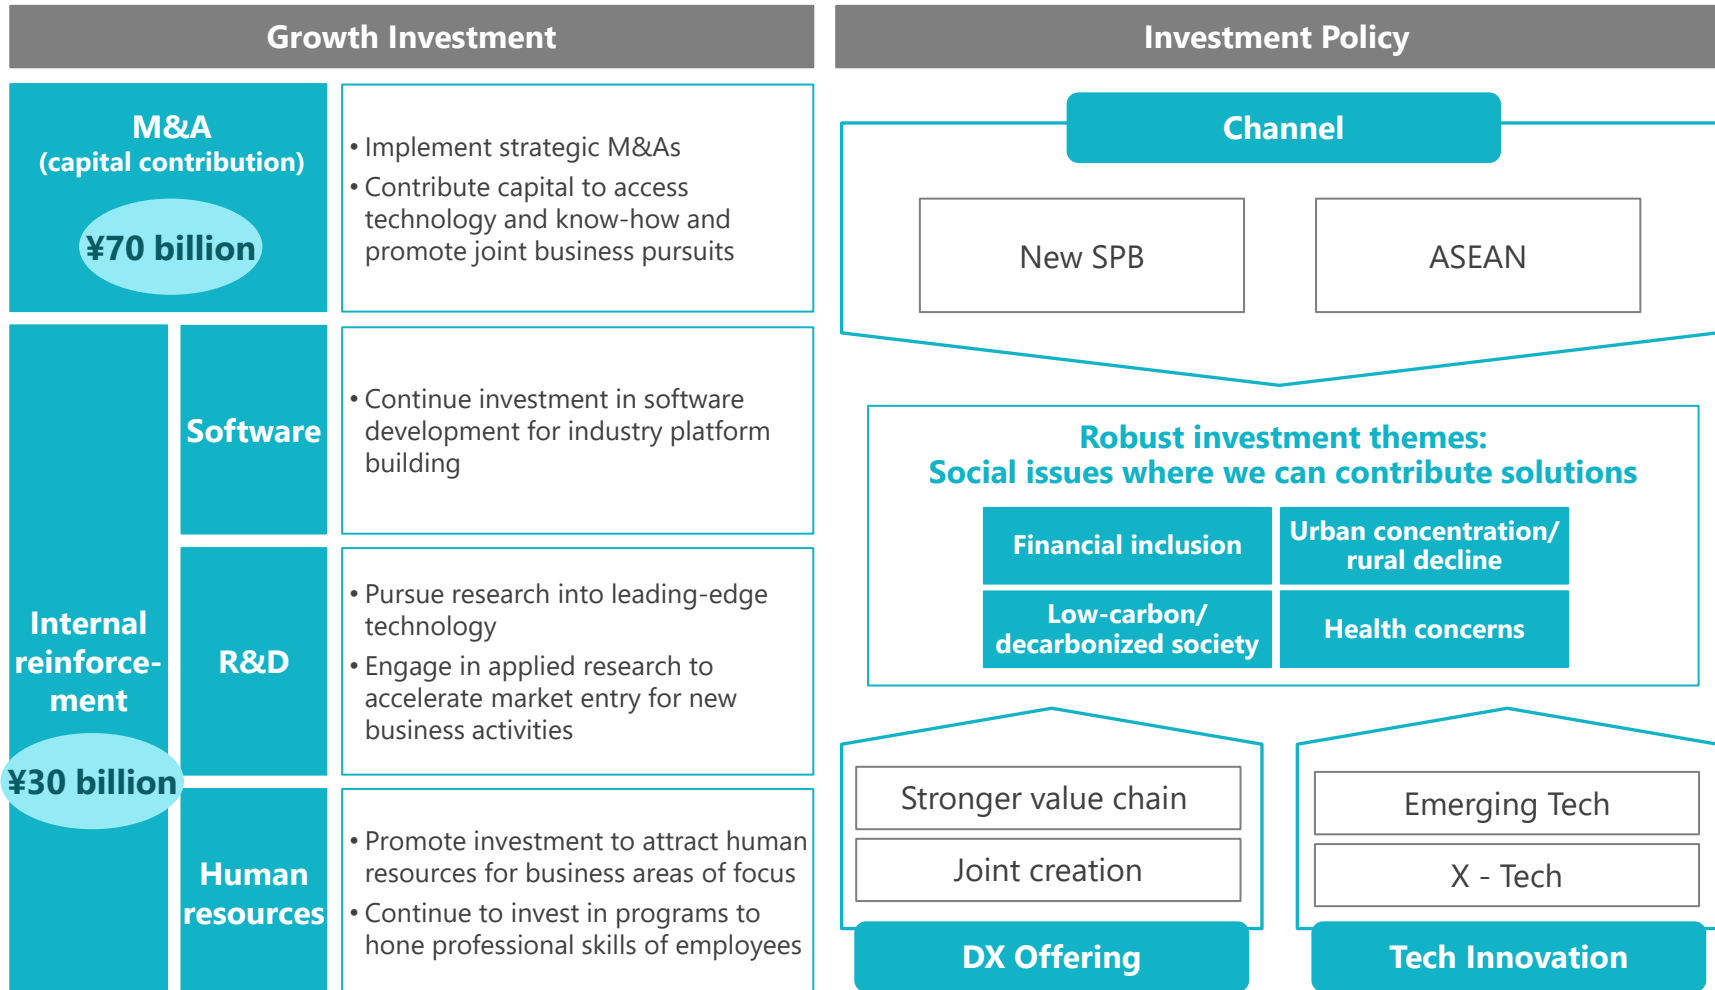 Growth Investment
M&A
(capital contribution)
¥70 billion
• Implement strategic M&As
• Contribute capital to access
technology and know-how and
promote joint business pursuits
Internal
reinforce-
ment
¥30 billion
Software
• Continue investment in software
development for industry platform
building
R&D
• Pursue research into leading-edge
technology
• Engage in applied research to
accelerate market entry for new
business activities
Human
resources
• Promote investment to attract human
resources for business areas of focus
• Continue to invest in programs to
hone professional skills of employees
Investment Policy
Channel
New SPB
ASEAN
Robust investment themes:
Social issues where we can contribute solutions
Financial inclusion
Urban concentration/
rural decline
Low-carbon/
decarbonized society
Health concerns
Stronger value chain
Joint creation
DX Offering
Emerging Tech
X - Tech
Tech Innovation